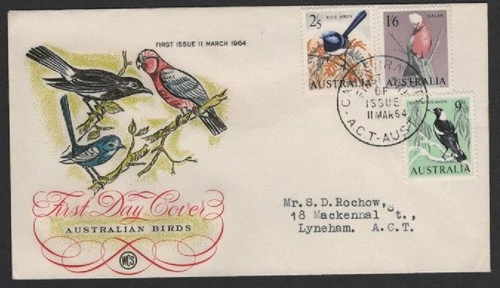 FIRST ISSUE 11 MARCH 1964
2/5
BLUE WREN
AUSTRALIA
1/6
GALAH
AUSTRALIA
CANBERRA
FIRST DAY
OF
ISSUE
11 MAR 64
A.C.T-AUST
9D
AUSTRALIA
First Day Cover
AUSTRALIAN BIRDS
WCS
Mr. S.D. Rochow,
18 Mackennal St.,
Lyneham. A.C.T.